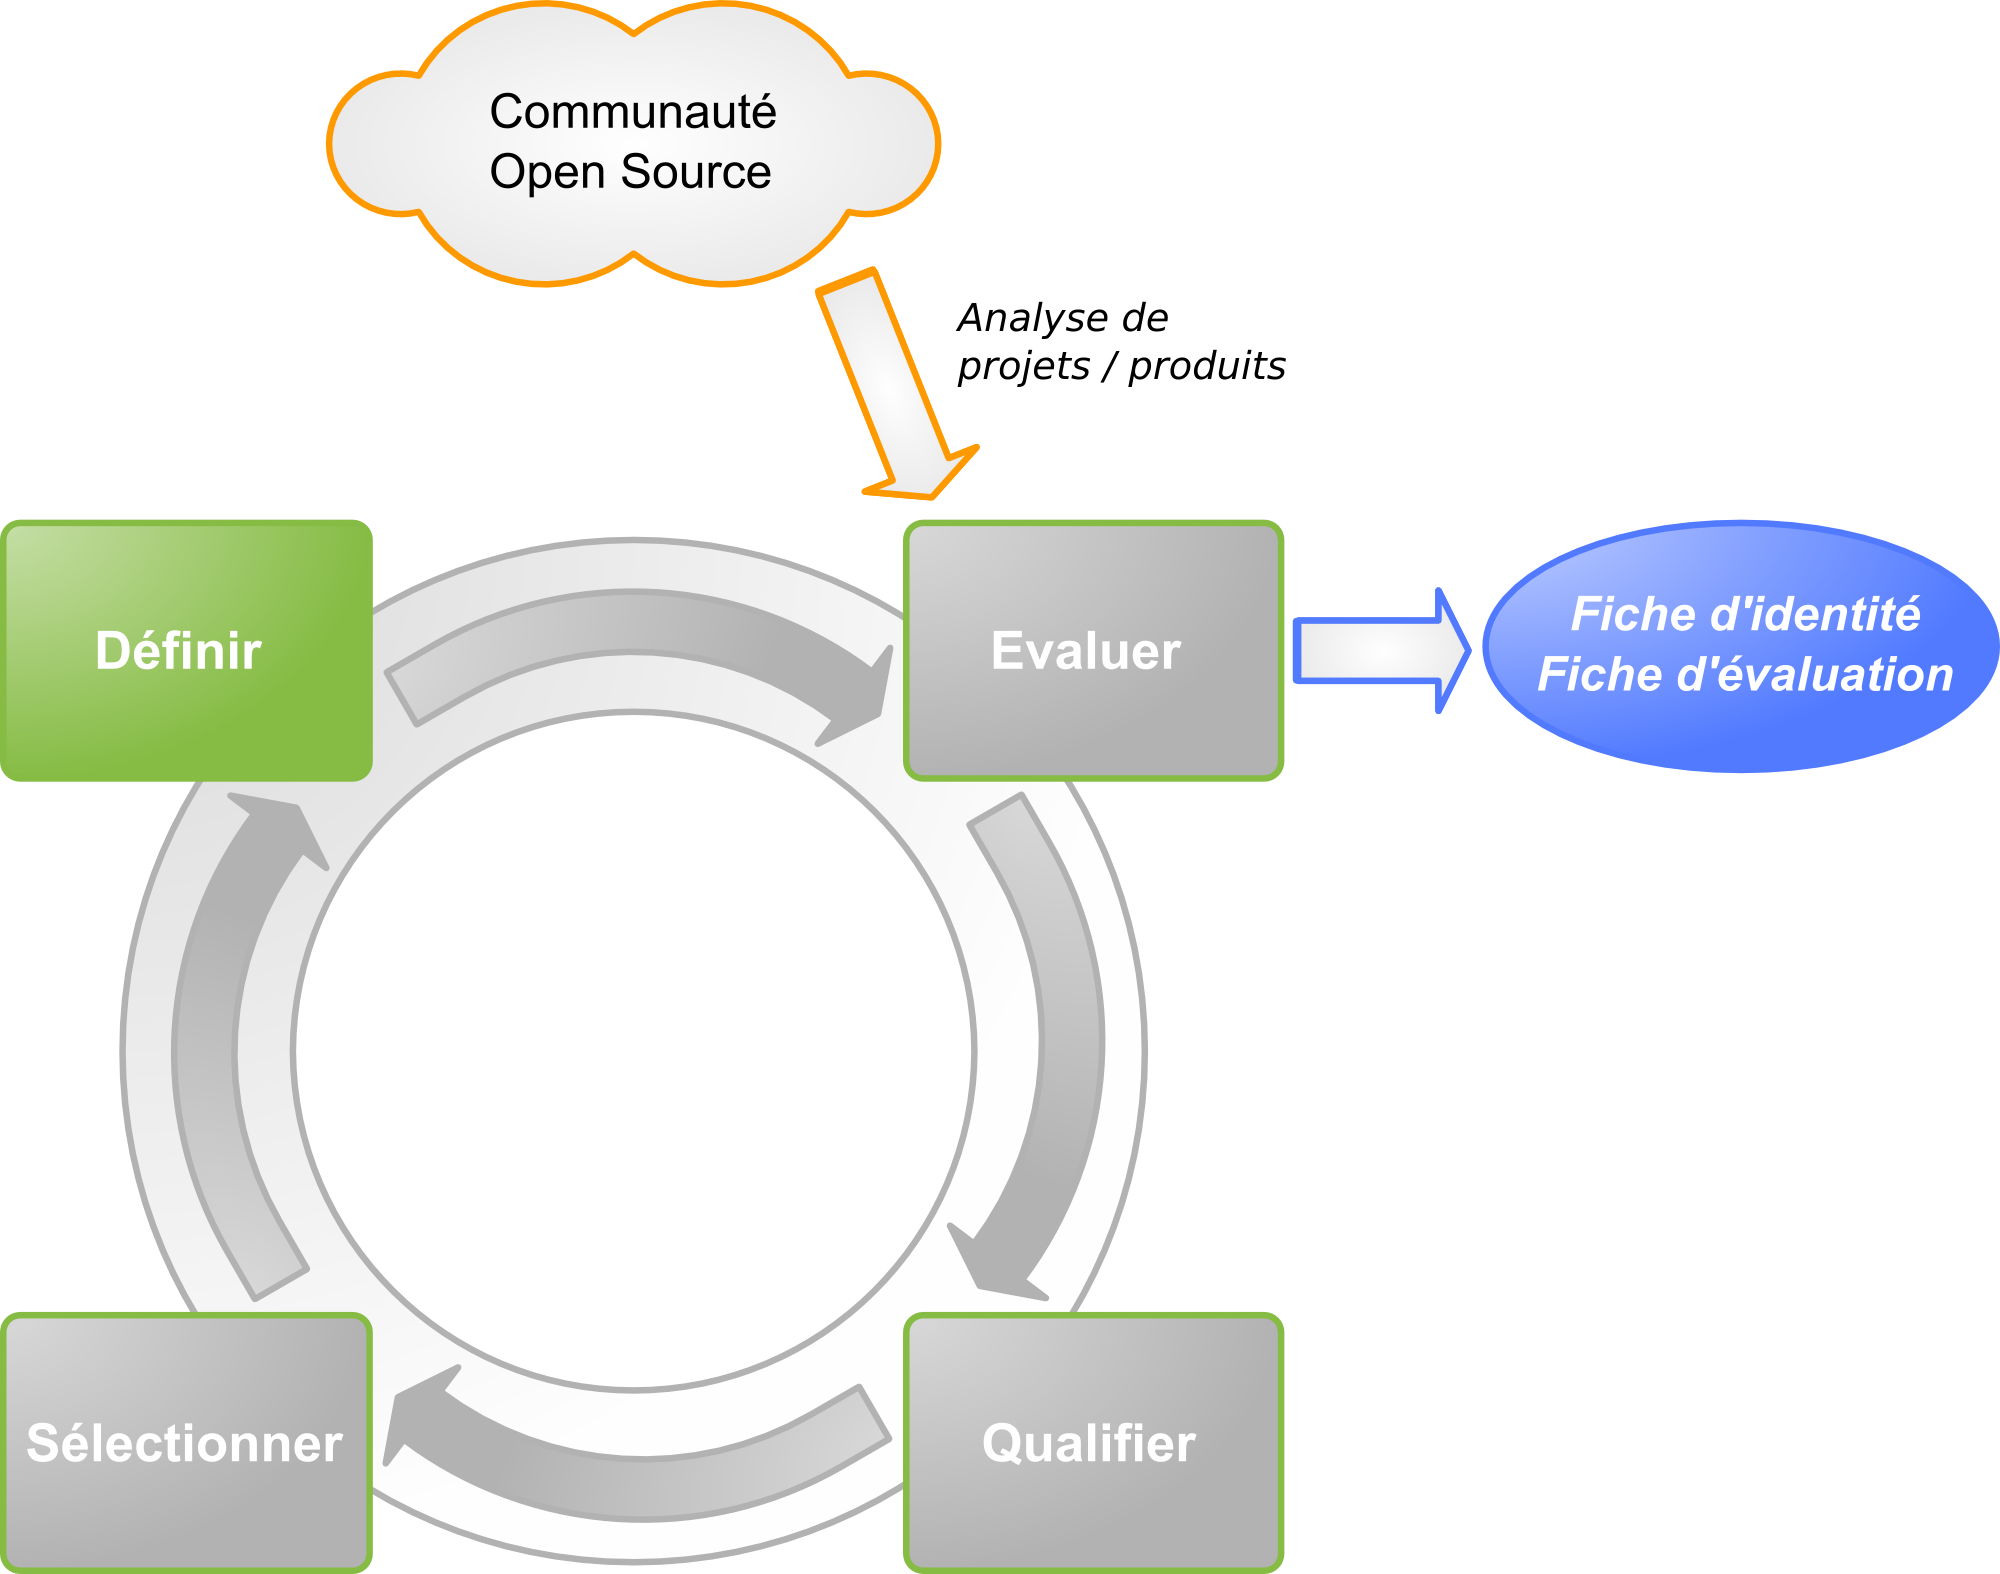 Communauté
Open Source
Analyse de
projets / produits
Définir
Evaluer
Fiche d'identité
Fiche d'évaluation
Sélectionner
Qualifier